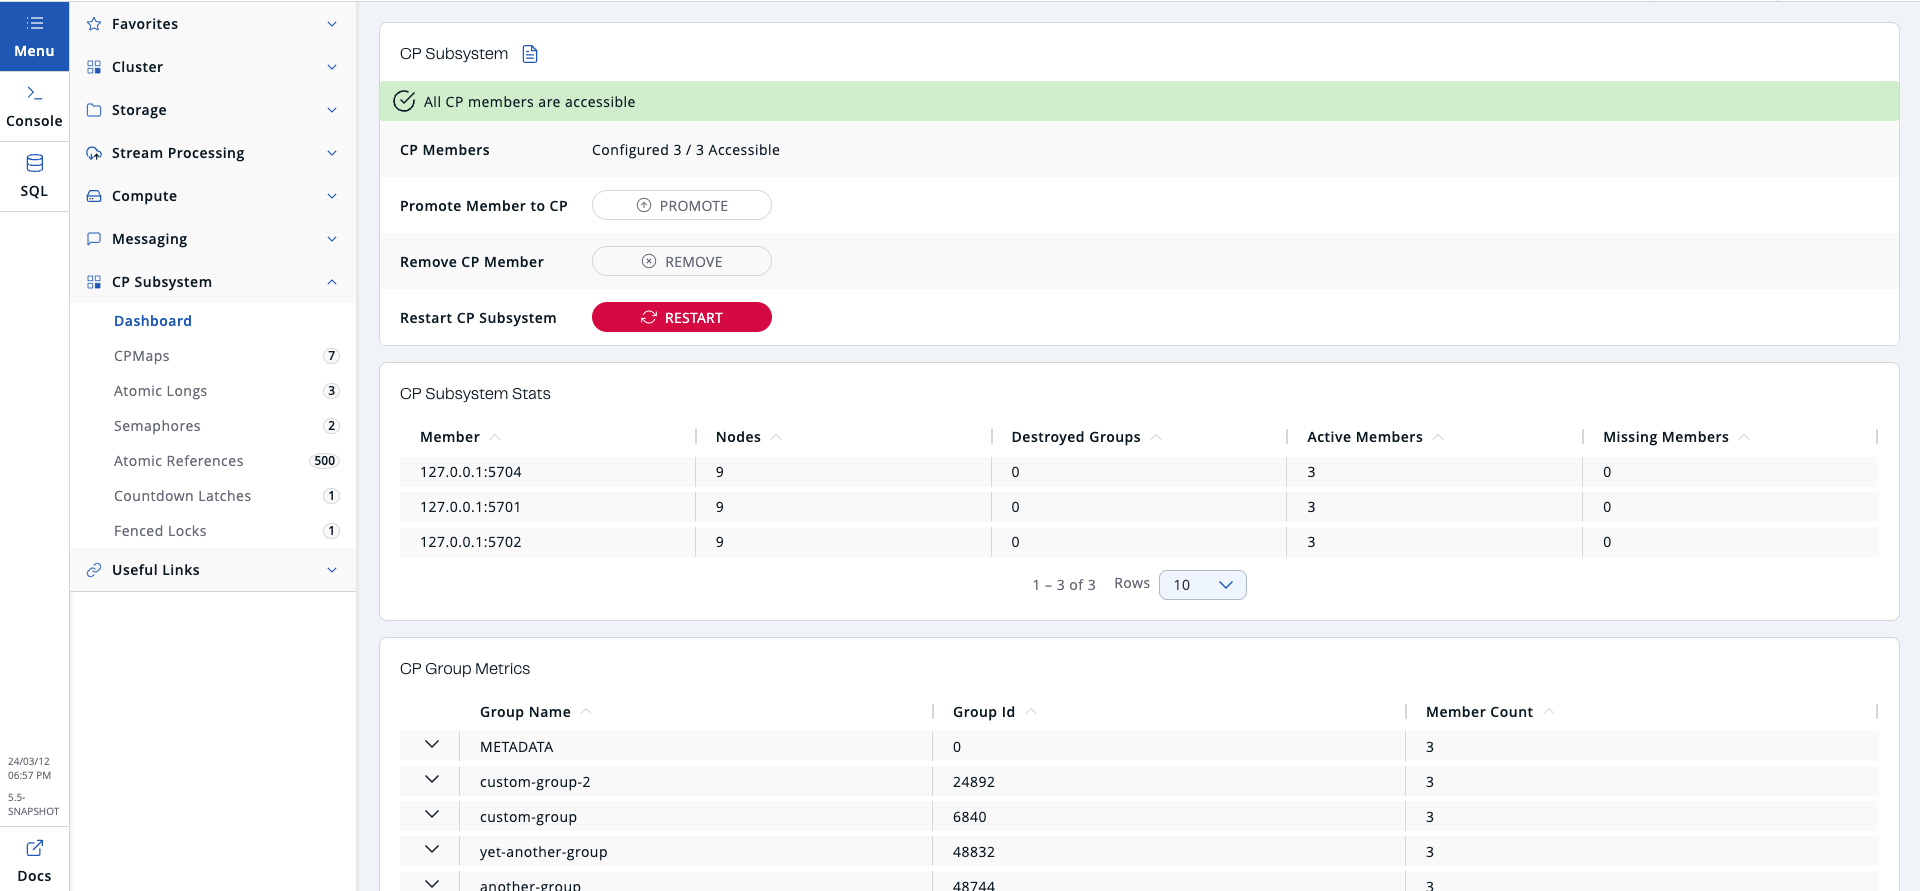 Menu
Console
SQL
24/03/12
06:57 PM
5.5-
SNAPSHOT
Docs
Favorites
Cluster
Storage
Stream Processing
Compute
Messaging
CP Subsystem
Dashboard
CPMaps 7
Atomic Longs 3
Semaphores 2
Atomic References 500
Countdown Latches 1
Fenced Locks 1
Useful Links
CP Subsystem
All CP members are accessible
CP Members Configured 3 / 3 Accessible
Promote Member to CP PROMOTE
Remove CP Member REMOVE
Restart CP Subsystem RESTART
CP Subsystem Stats
Member Nodes Destroyed Groups Active Members Missing Members
127.0.0.1:5704 9 0 3 0
127.0.0.1:5701 9 0 3 0
127.0.0.1:5702 9 0 3 0
1 – 3 of 3 Rows 10
CP Group Metrics
Group Name Group Id Member Count
METADATA 0 3
custom-group-2 24892 3
custom-group 6840 3
yet-another-group 48832 3
another-group 48744 3